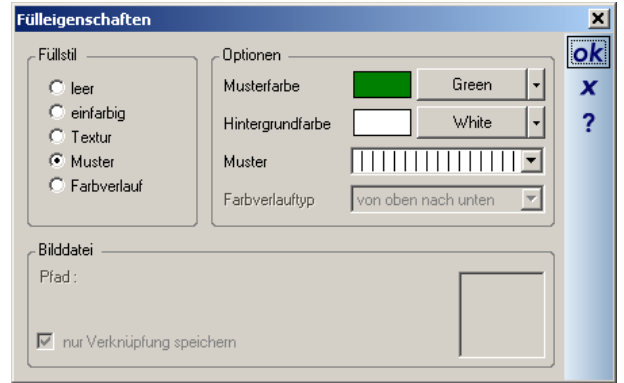 Fülleigenschaften
ok
x
?
Füllstil
leer
einfarbig
Textur
Muster
Farbverlauf
Optionen
Musterfarbe Green
Hintergrundfarbe White
Muster
Farbverlauftyp von oben nach unten
Bilddatei
Pfad :
nur Verknüpfung speichern